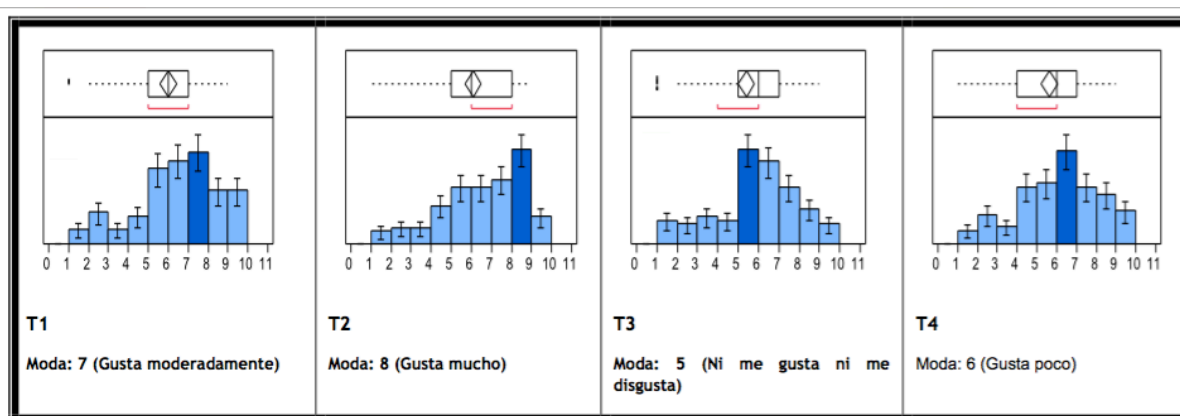 0 1 2 3 4 5 6 7 8 9 10 11
T1
Moda: 7 (Gusta moderadamente)
0 1 2 3 4 5 6 7 8 9 10 11
T2
Moda: 8 (Gusta mucho)
0 1 2 3 4 5 6 7 8 9 10 11
T3
Moda: 5 (Ni me gusta ni me
disgusta)
0 1 2 3 4 5 6 7 8 9 10 11
T4
Moda: 6 (Gusta poco)